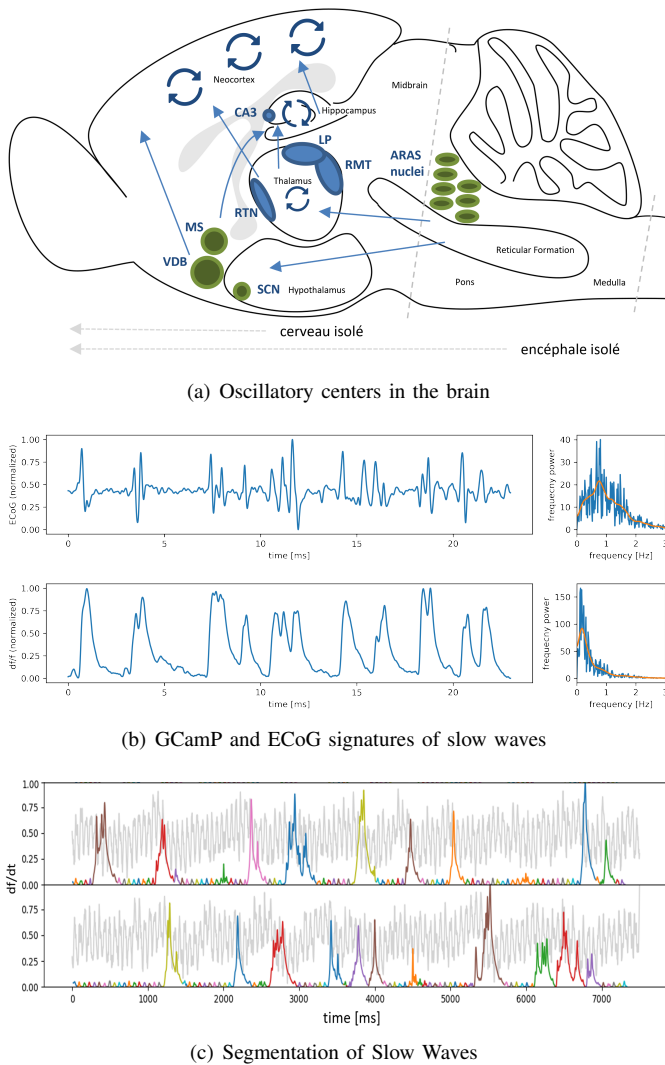 Neocortex
Midbrain
CA3
Hippocampus
LP
ARAS
nuclei
RMT
Thalamus
RTN
MS
VDB
Reticular Formation
SCN
Hypothalamus
Pons
Medulla
cerveau isolé
encéphale isolé
(a) Oscillatory centers in the brain
ECoG (normalized)
1.00
0.75
0.50
0.25
0.00
0 5 10 15 20
time [ms]
frequecny power
40
30
20
10
0
0 1 2 3
frequency [Hz]
df/f (normalized)
1.00
0.75
0.50
0.25
0.00
0 5 10 15 20
time [ms]
frequecny power
150
100
50
0
0 1 2 3
frequency [Hz]
(b) GCamP and ECoG signatures of slow waves
df/dt
1.00
0.75
0.50
0.25
0.00
0.75
0.50
0.25
0.00
0 1000 2000 3000 4000 5000 6000 7000
time [ms]
(c) Segmentation of Slow Waves